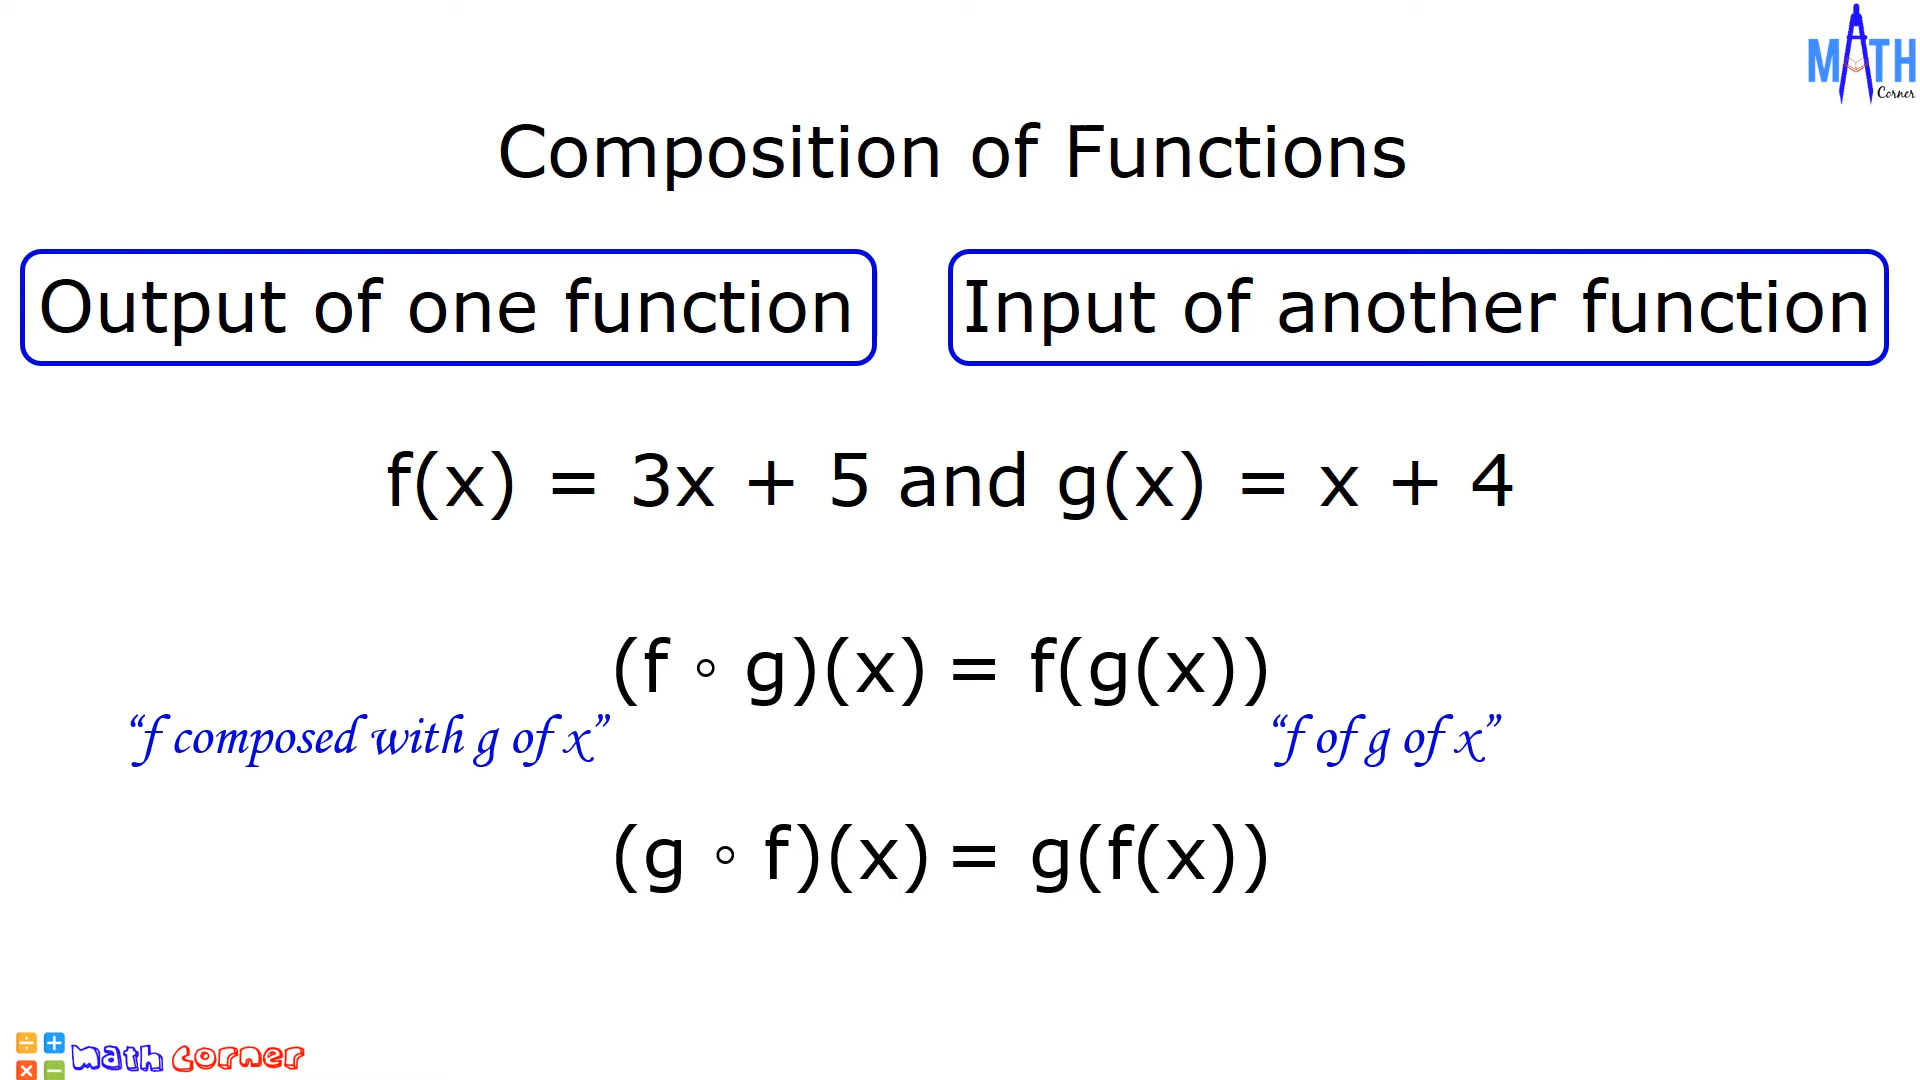 MATH
Corner
Composition of Functions
Output of one function
Input of another function
f(x) = 3x + 5 and g(x) = x + 4
(f ∘ g)(x) = f(g(x))
“f composed with g of x”
“f of g of x”
(g ∘ f)(x) = g(f(x))
÷ +
× −
math corner